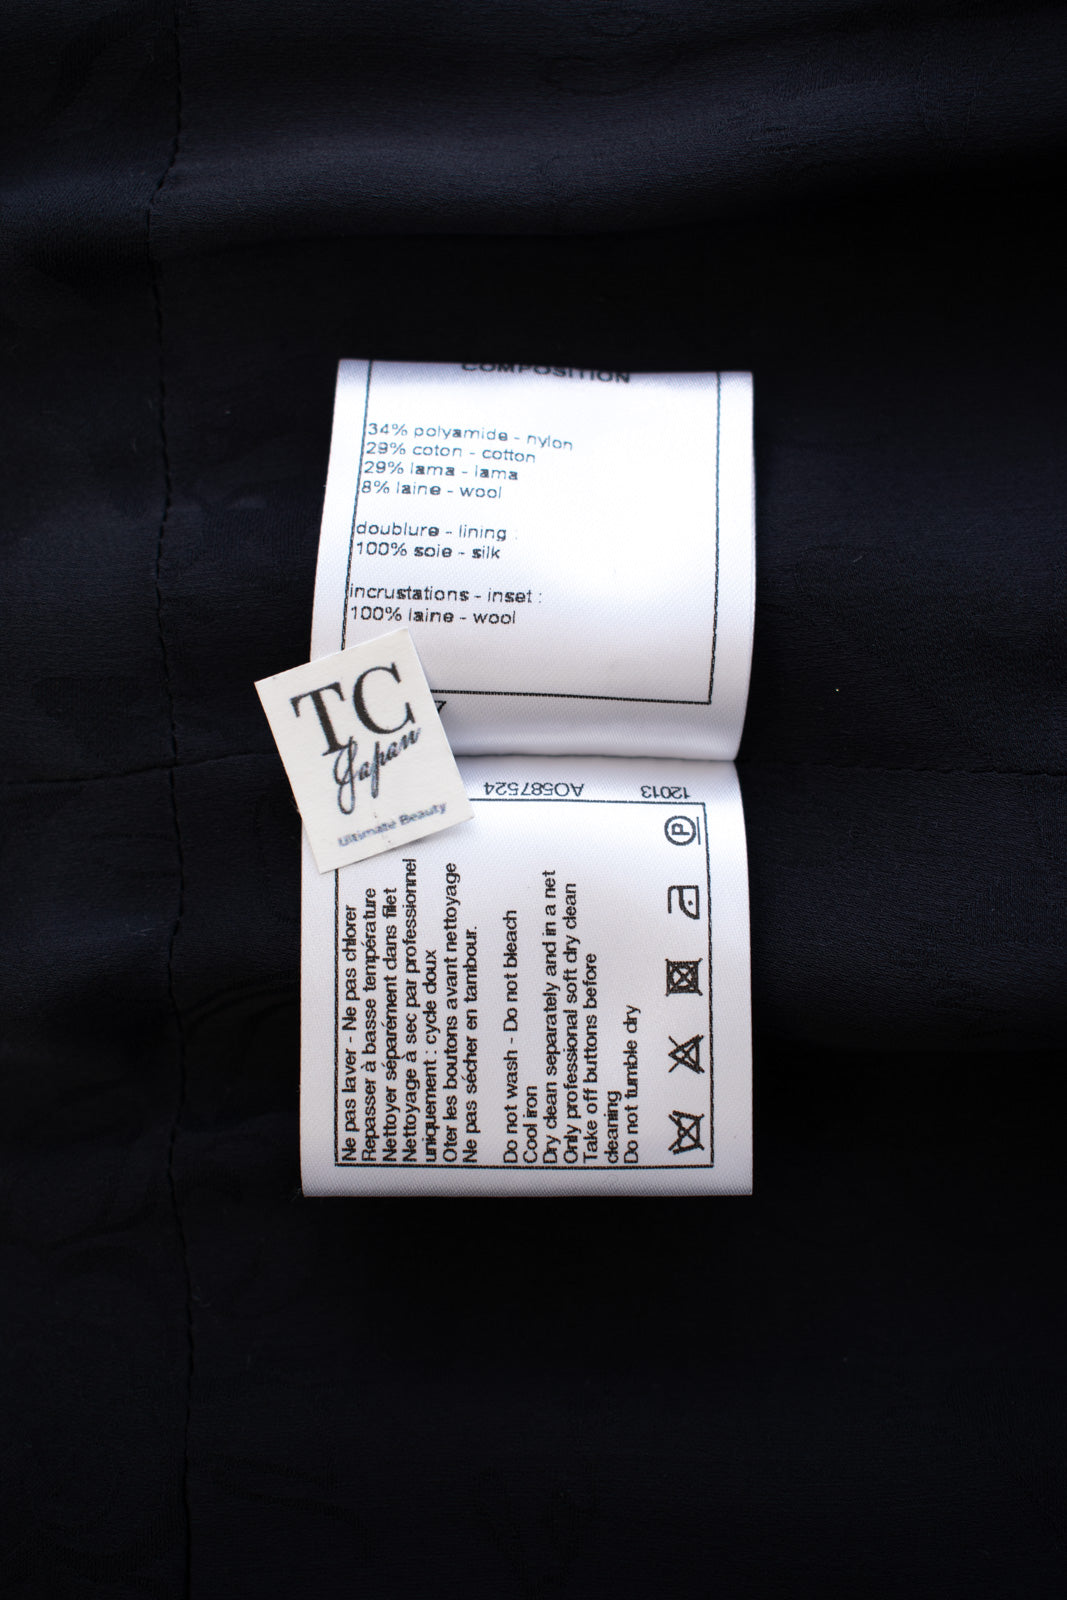 COMPOSITION
34% polyamide - nylon
29% coton - cotton
29% lama - lama
8% laine - wool
doublure - lining :
100% soie - silk
incrustations - inset :
100% laine - wool
TC
Japan
Ultimate Beauty
12013 AO587524
Ne pas laver - Ne pas chlorer
Repasser à basse température
Nettoyer séparément dans filet
Nettoyage à sec par professionnel
uniquement : cycle doux
Oter les boutons avant nettoyage
Ne pas sécher en tambour.
Do not wash - Do not bleach
Cool iron
Dry clean separately and in a net
Only professional soft dry clean
Take off buttons before
cleaning
Do not tumble dry
P